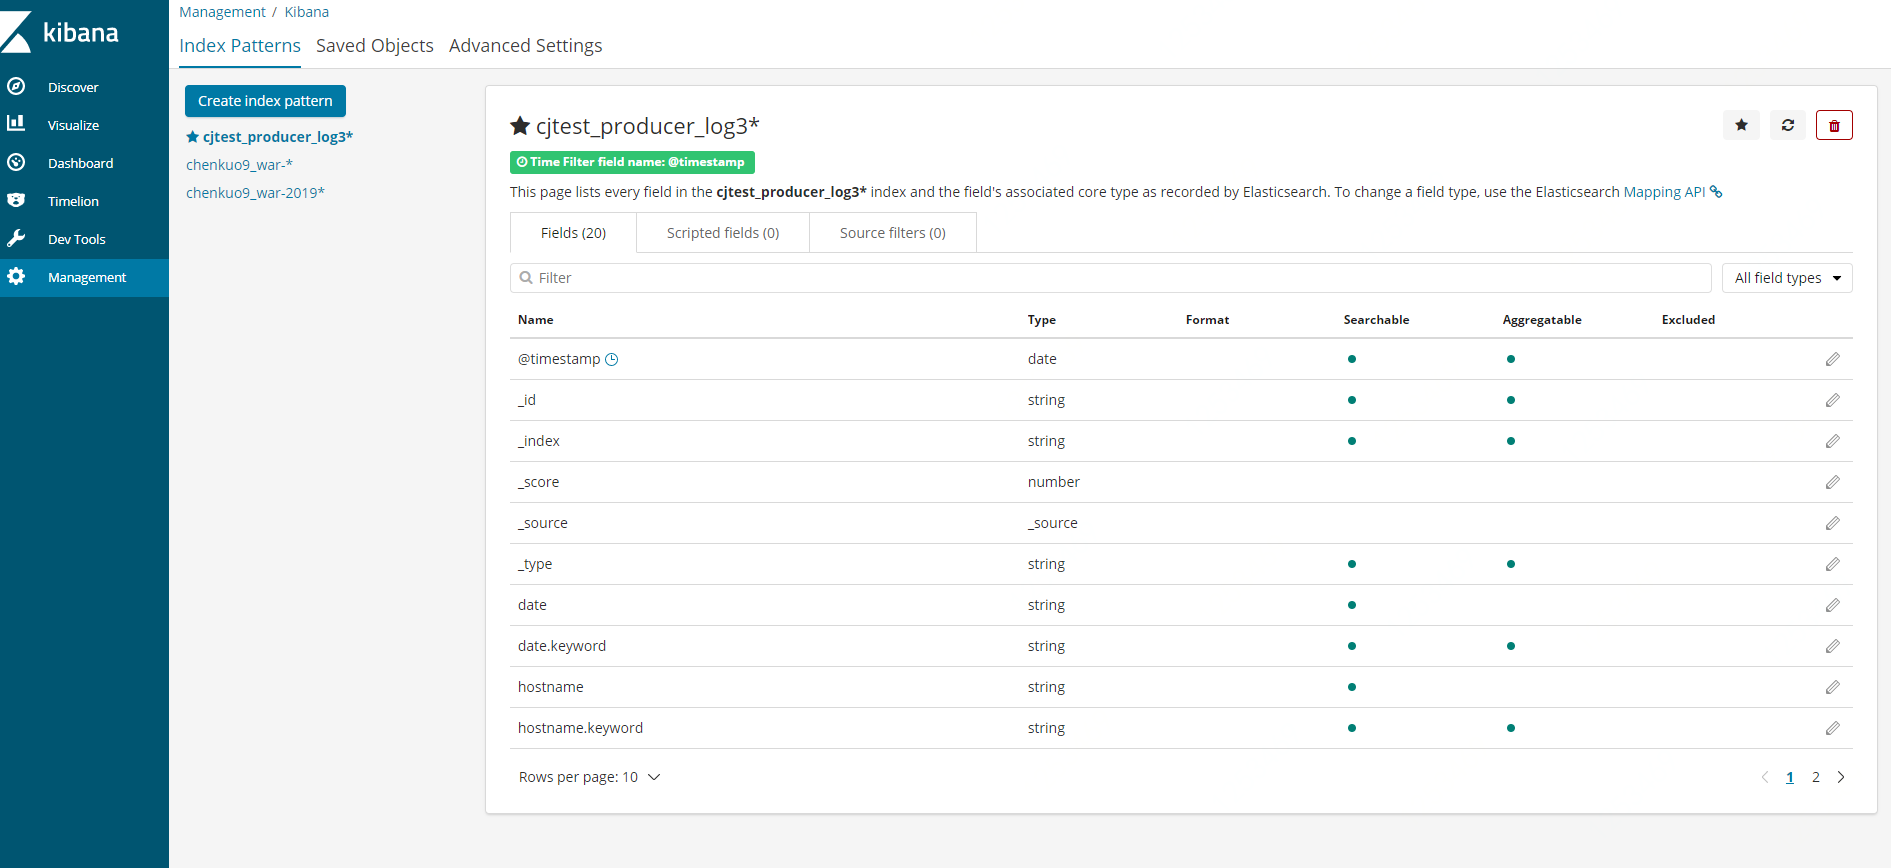 kibana
Discover
Visualize
Dashboard
Timelion
Dev Tools
Management
Management / Kibana
Index Patterns Saved Objects Advanced Settings
Create index pattern
cjtest_producer_log3*
chenkuo9_war-*
chenkuo9_war-2019*
cjtest_producer_log3*
Time Filter field name: @timestamp
This page lists every field in the cjtest_producer_log3* index and the field's associated core type as recorded by Elasticsearch. To change a field type, use the Elasticsearch Mapping API
Fields (20) Scripted fields (0) Source filters (0)
Filter All field types
Name Type Format Searchable Aggregatable Excluded
@timestamp date
_id string
_index string
_score number
_source _source
_type string
date string
date.keyword string
hostname string
hostname.keyword string
Rows per page: 10 1 2